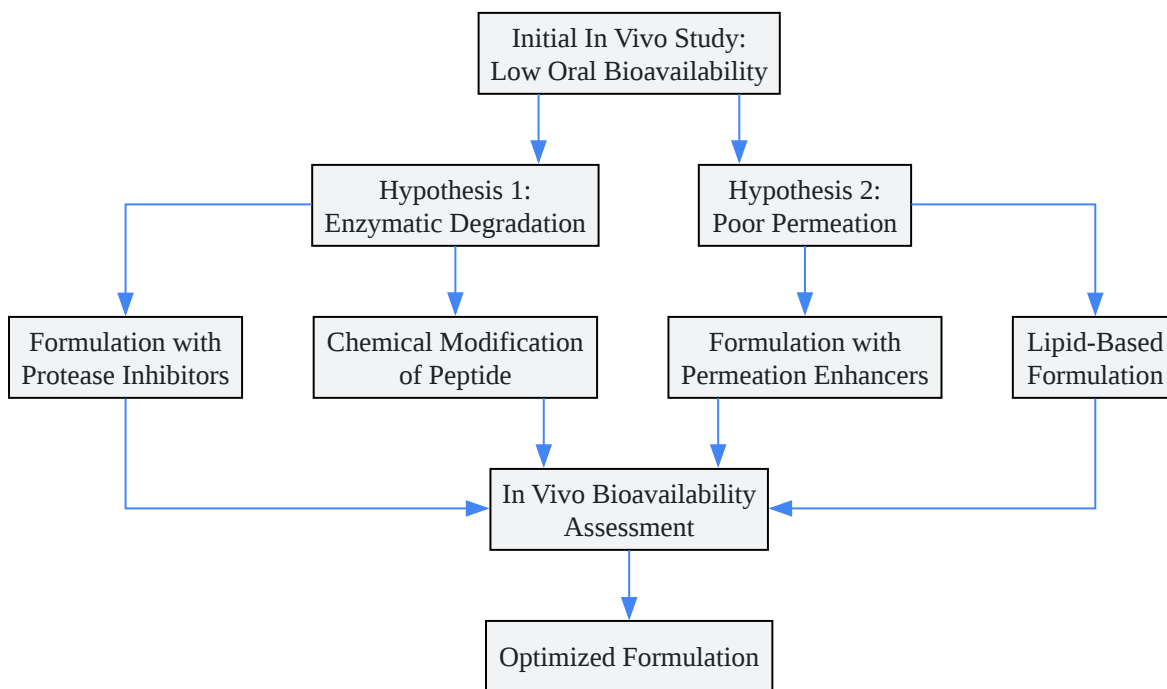 Initial In Vivo Study:
Low Oral Bioavailability
Hypothesis 1:
Enzymatic Degradation
Hypothesis 2:
Poor Permeation
Formulation with
Protease Inhibitors
Chemical Modification
of Peptide
Formulation with
Permeation Enhancers
Lipid-Based
Formulation
In Vivo Bioavailability
Assessment
Optimized Formulation